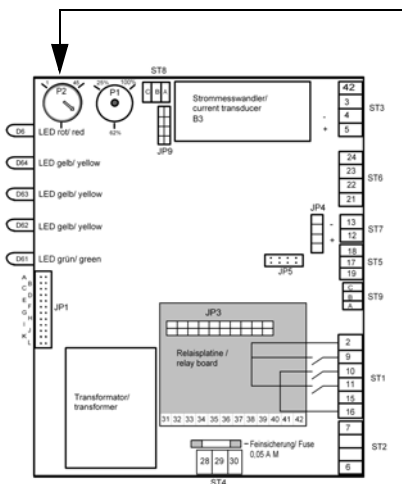 ST8
1 45
P2
25% 100%
P1
62%
C B A
JP9
Strommesswandler/
current transducer
B3
42
3
4
5
-
+
ST3
D6 LED rot/ red
D64 LED gelb/ yellow
D63 LED gelb/ yellow
D62 LED gelb/ yellow
D61 LED grün/ green
24
23
22
21
ST6
JP4
-
+
13
12
ST7
18
17
19
ST5
JP5
C
B
A
ST9
A
B
C
D
E
F
G
H
I
J
K
L
JP1
JP3
Relaisplatine /
relay board
31 32 33 34 35 36 37 38 39 40 41 42
2
9
10
11
15
16
ST1
Transformator/
transformer
Feinsicherung/ Fuse
0,05 A M
28 29 30
ST4
7
6
ST2